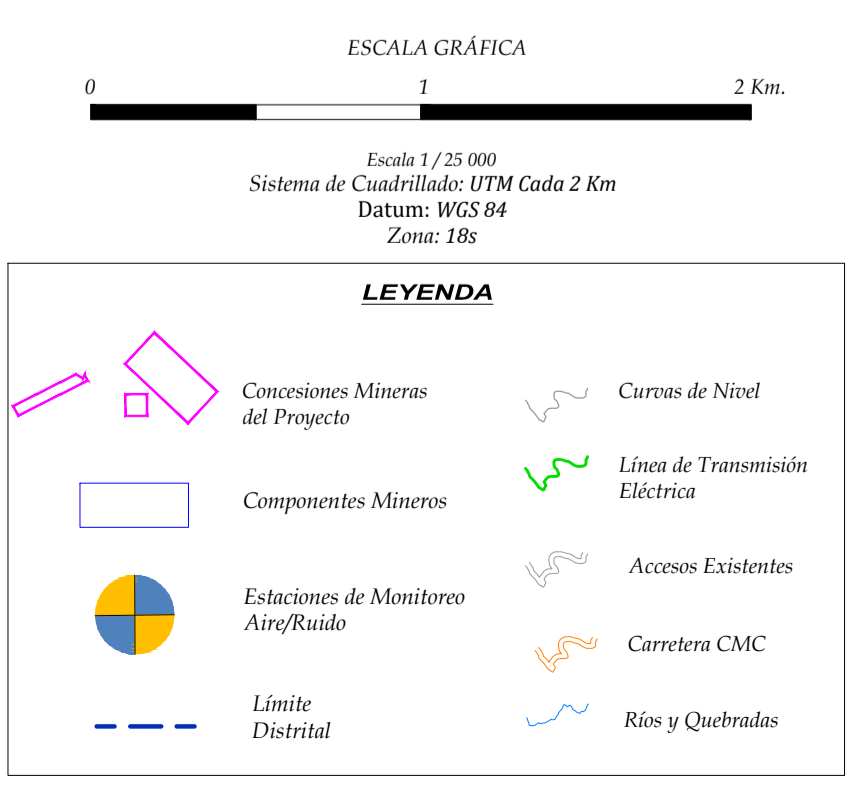 ESCALA GRÁFICA
0 1 2 Km.
Escala 1 / 25 000
Sistema de Cuadrillado: UTM Cada 2 Km
Datum: WGS 84
Zona: 18s
LEYENDA
Concesiones Mineras
del Proyecto
Componentes Mineros
Estaciones de Monitoreo
Aire/Ruido
Límite
Distrital
Curvas de Nivel
Línea de Transmisión
Eléctrica
Accesos Existentes
Carretera CMC
Ríos y Quebradas